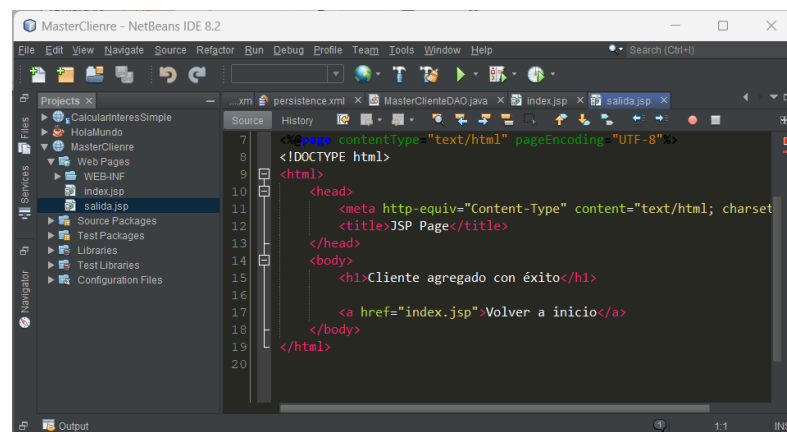 MasterClienre - NetBeans IDE 8.2
File Edit View Navigate Source Refactor Run Debug Profile Team Tools Window Help
Search (Ctrl+I)
Projects
...xm persistence.xml MasterClienteDAO.java index.jsp salida.jsp
Files
Services
Navigator
CalcularInteresSimple
HolaMundo
MasterClienre
Web Pages
WEB-INF
index.jsp
salida.jsp
Source Packages
Test Packages
Libraries
Test Libraries
Configuration Files
Source History
7 <%@page contentType="text/html" pageEncoding="UTF-8"%>
8 <!DOCTYPE html>
9 <html>
10 <head>
11 <meta http-equiv="Content-Type" content="text/html; charset
12 <title>JSP Page</title>
13 </head>
14 <body>
15 <h1>Cliente agregado con éxito</h1>
16
17 <a href="index.jsp">Volver a inicio</a>
18 </body>
19 </html>
20
Output
1:1 INS